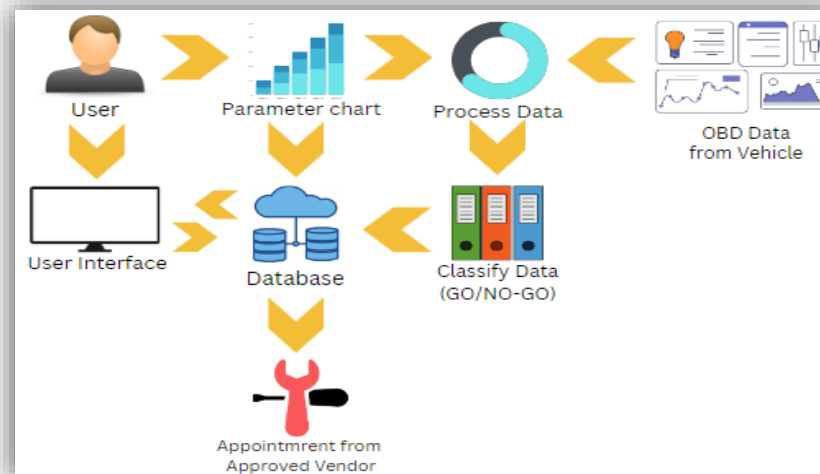 User
Parameter chart
Process Data
OBD Data
from Vehicle
User Interface
Database
Classify Data
(GO/NO-GO)
Appointmrent from
Approved Vendor